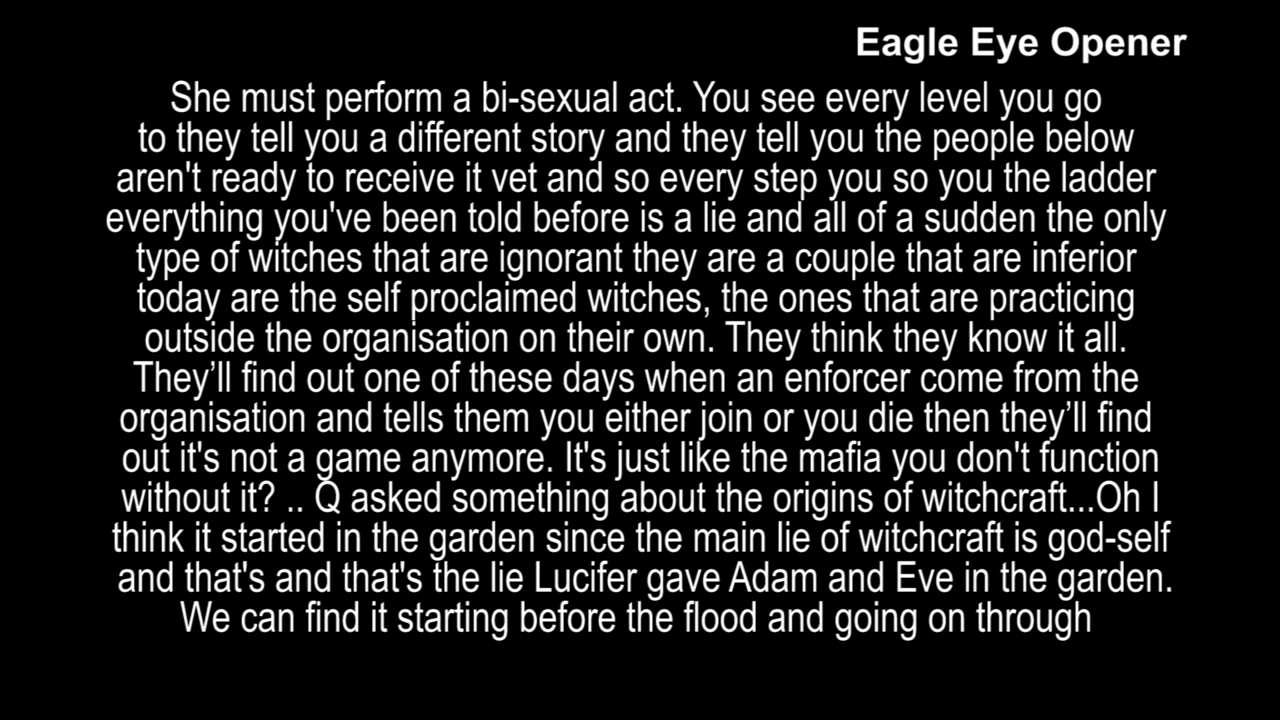 Eagle Eye Opener
She must perform a bi-sexual act. You see every level you go
to they tell you a different story and they tell you the people below
aren't ready to receive it vet and so every step you so you the ladder
everything you've been told before is a lie and all of a sudden the only
type of witches that are ignorant they are a couple that are inferior
today are the self proclaimed witches, the ones that are practicing
outside the organisation on their own. They think they know it all.
They’ll find out one of these days when an enforcer come from the
organisation and tells them you either join or you die then they’ll find
out it's not a game anymore. It's just like the mafia you don't function
without it? .. Q asked something about the origins of witchcraft...Oh I
think it started in the garden since the main lie of witchcraft is god-self
and that's and that's the lie Lucifer gave Adam and Eve in the garden.
We can find it starting before the flood and going on through